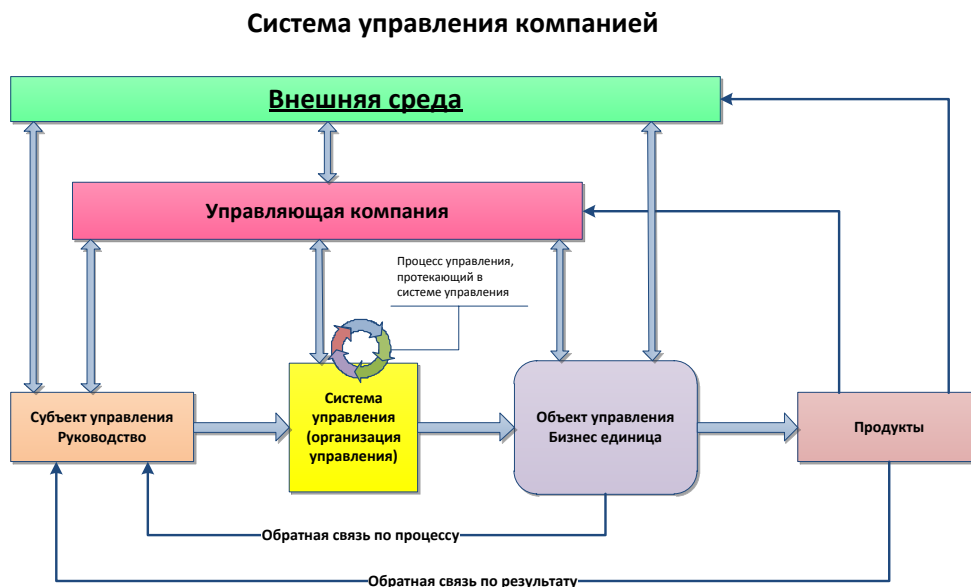 Система управления компанией
Внешняя среда
Управляющая компания
Процесс управления,
протекающий в
системе управления
Субъект управления
Руководство
Система
управления
(организация
управления)
Объект управления
Бизнес единица
Продукты
Обратная связь по процессу
Обратная связь по результату